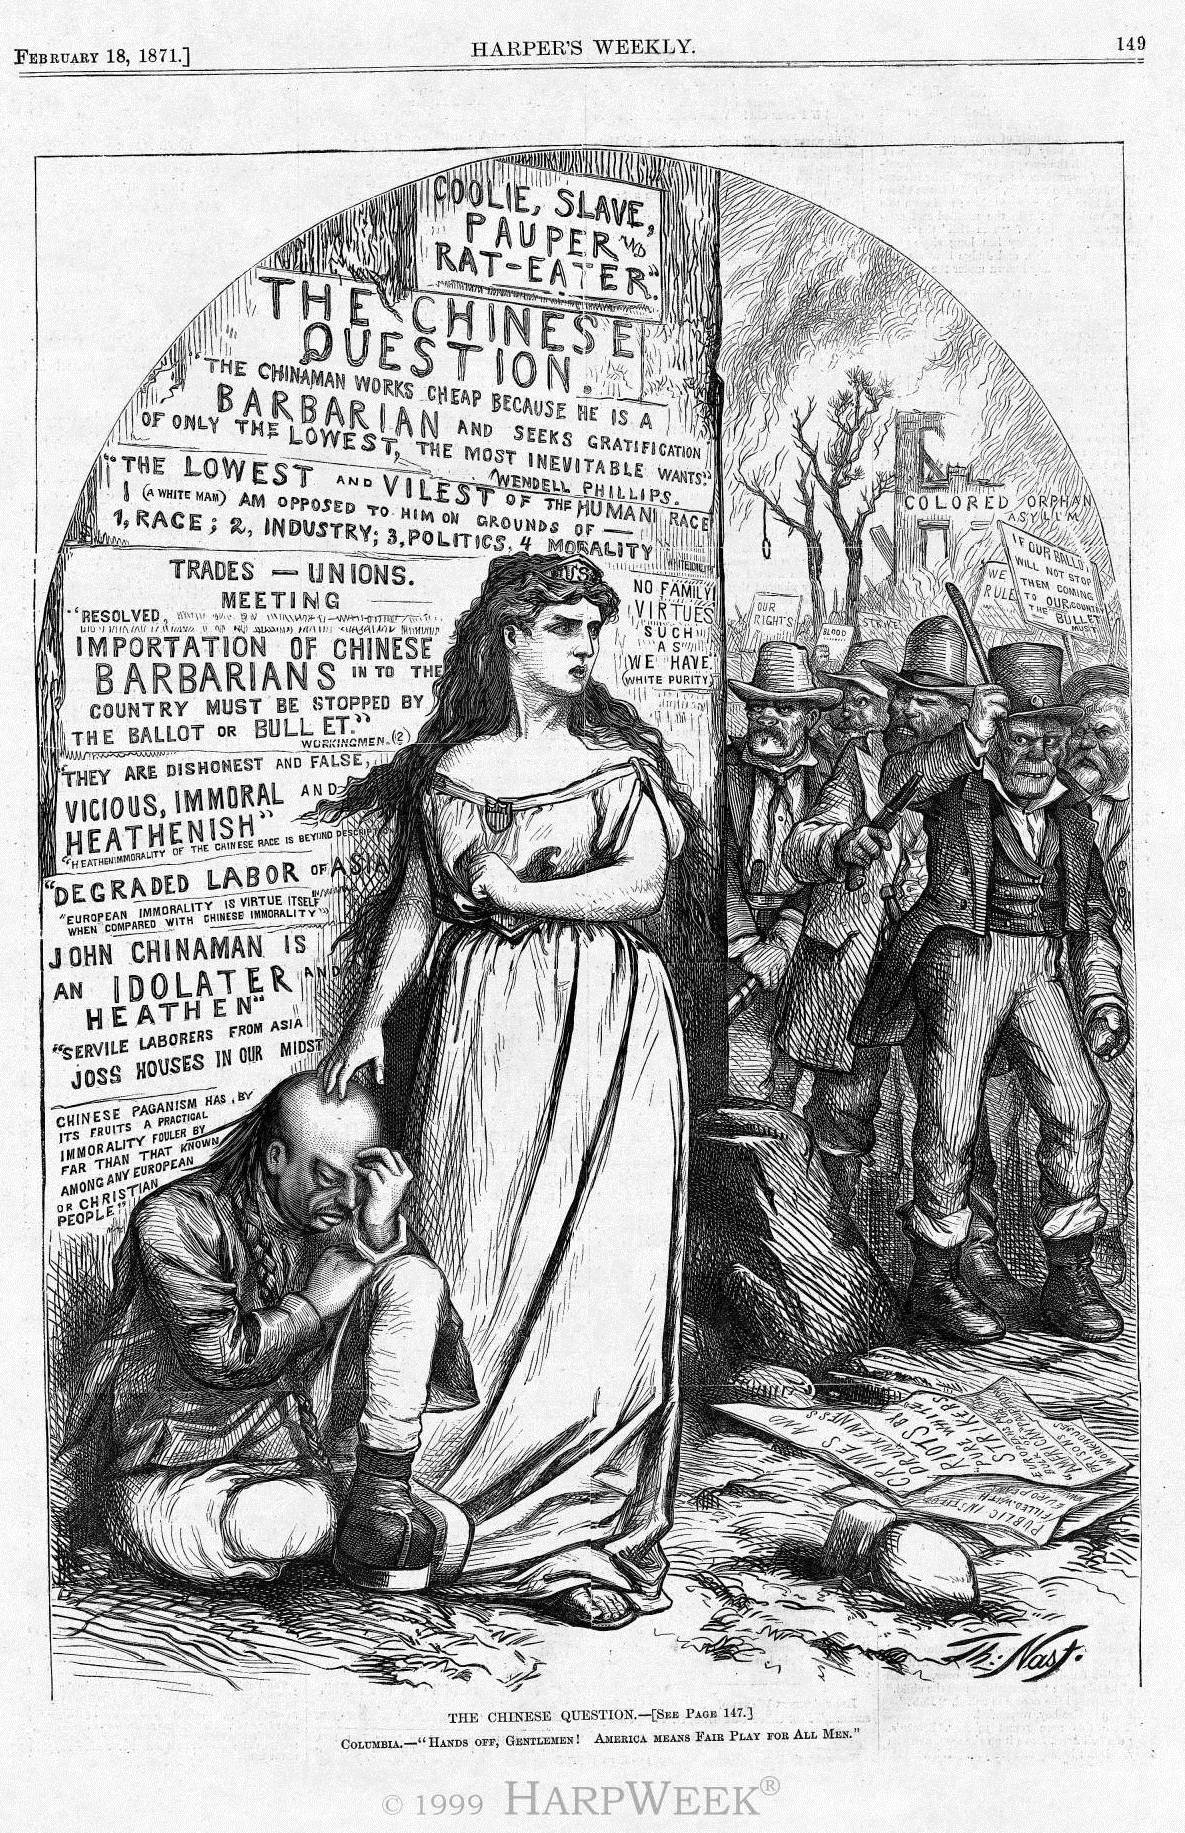 FEBRUARY 18, 1871.]
HARPER'S WEEKLY.
149
COOLIE, SLAVE,
PAUPER AND
RAT-EATER".
THE CHINESE
QUESTION.
"THE CHINAMAN WORKS CHEAP BECAUSE HE IS A
BARBARIAN AND SEEKS GRATIFICATION
OF ONLY THE LOWEST, THE MOST INEVITABLE WANTS"
WENDELL PHILLIPS.
"THE LOWEST AND VILEST OF THE HUMAN RACE
I (A WHITE MAN) AM OPPOSED TO HIM ON GROUNDS OF —
1, RACE; 2, INDUSTRY; 3, POLITICS, 4 MORALITY
TRADES — UNIONS.
MEETING
"RESOLVED,
IMPORTATION OF CHINESE
BARBARIANS IN TO THE
COUNTRY MUST BE STOPPED BY
THE BALLOT OR BULLET."
WORKINGMEN.(?)
"THEY ARE DISHONEST AND FALSE,
VICIOUS, IMMORAL AND
HEATHENISH"
"HEATHEN IMMORALITY OF THE CHINESE RACE IS BEYOND DESCRIPTION
"DEGRADED LABOR OF ASIA
"EUROPEAN IMMORALITY IS VIRTUE ITSELF
WHEN COMPARED WITH CHINESE IMMORALITY"
JOHN CHINAMAN IS
AN IDOLATER AND
HEATHEN"
"SERVILE LABORERS FROM ASIA
JOSS HOUSES IN OUR MIDST
CHINESE PAGANISM HAS, BY
ITS FRUITS A PRACTICAL
IMMORALITY FOULER BY
FAR THAN THAT KNOWN
AMONG ANY EUROPEAN
OR CHRISTIAN
PEOPLE"
U.S.
NO FAMILY
VIRTUES
SUCH
AS
WE HAVE.
(WHITE PURITY)
COLORED ORPHAN
ASYLUM
IF OUR BALLOT,
WILL NOT STOP
THEM COMING
TO OUR COUNTRY
THE BULLET
MUST
WE
RULE
OUR
RIGHTS
BLOOD
CRIMES AND
DRUNKENNESS
RIOTS BY
"PURE WHITE"
STRIKERS
PUBLIC INST
FILLED WITH
EUROPEAN
Th: Nast.
THE CHINESE QUESTION.—[SEE PAGE 147.]
COLUMBIA.—"HANDS OFF, GENTLEMEN! AMERICA MEANS FAIR PLAY FOR ALL MEN."
© 1999 HARPWEEK®